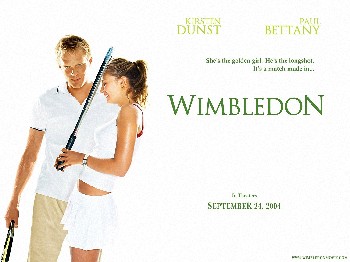 KIRSTEN
DUNST
PAUL
BETTANY
She's the golden girl. He's the longshot.
It's a match made in...
WIMBLEDON
In Theaters
SEPTEMBER 24, 2004